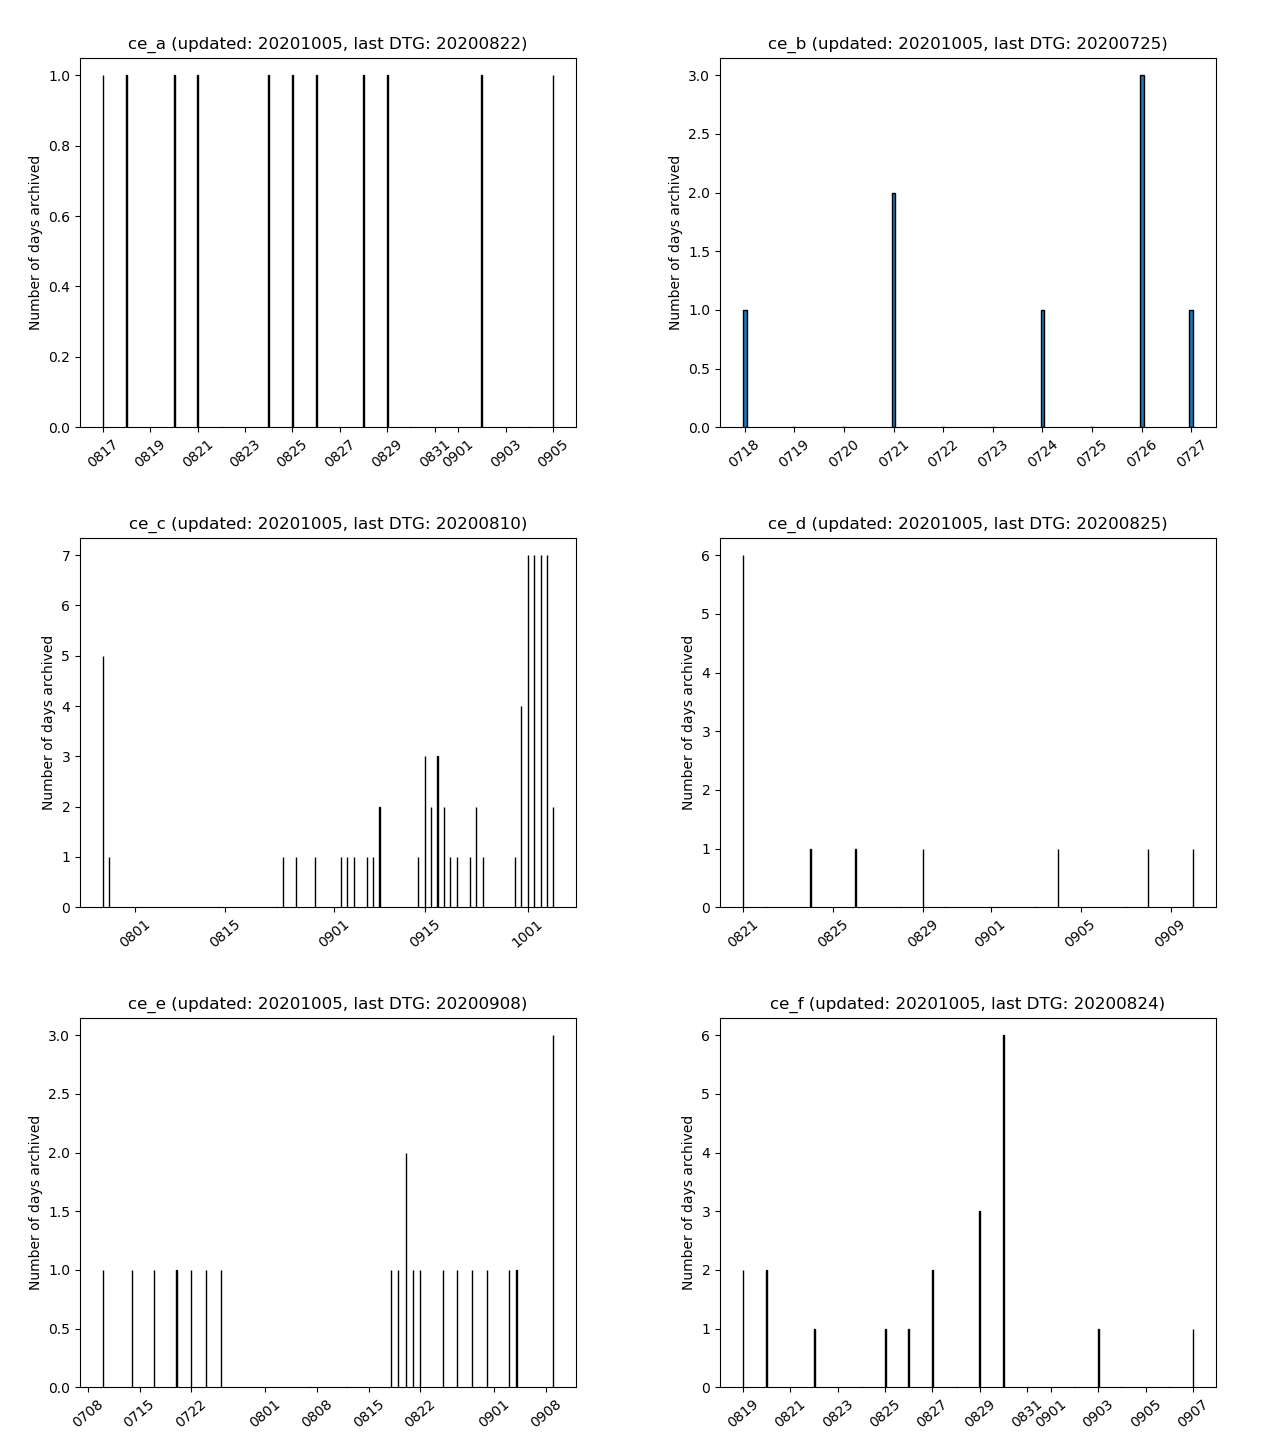 ce_a (updated: 20201005, last DTG: 20200822)
Number of days archived
1.0
0.8
0.6
0.4
0.2
0.0
0817 0819 0821 0823 0825 0827 0829 0831 0901 0903 0905
ce_b (updated: 20201005, last DTG: 20200725)
Number of days archived
3.0
2.5
2.0
1.5
1.0
0.5
0.0
0718 0719 0720 0721 0722 0723 0724 0725 0726 0727
ce_c (updated: 20201005, last DTG: 20200810)
Number of days archived
7
6
5
4
3
2
1
0
0801 0815 0901 0915 1001
ce_d (updated: 20201005, last DTG: 20200825)
Number of days archived
6
5
4
3
2
1
0
0821 0825 0829 0901 0905 0909
ce_e (updated: 20201005, last DTG: 20200908)
Number of days archived
3.0
2.5
2.0
1.5
1.0
0.5
0.0
0708 0715 0722 0801 0808 0815 0822 0901 0908
ce_f (updated: 20201005, last DTG: 20200824)
Number of days archived
6
5
4
3
2
1
0
0819 0821 0823 0825 0827 0829 0831 0901 0903 0905 0907